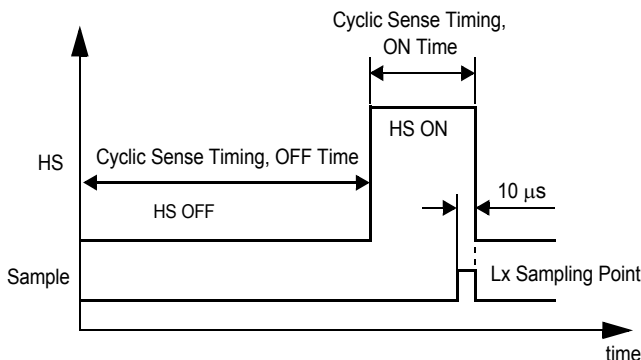 Cyclic Sense Timing,
ON Time
HS ON
HS
Cyclic Sense Timing, OFF Time
10 μs
HS OFF
Sample
Lx Sampling Point
time